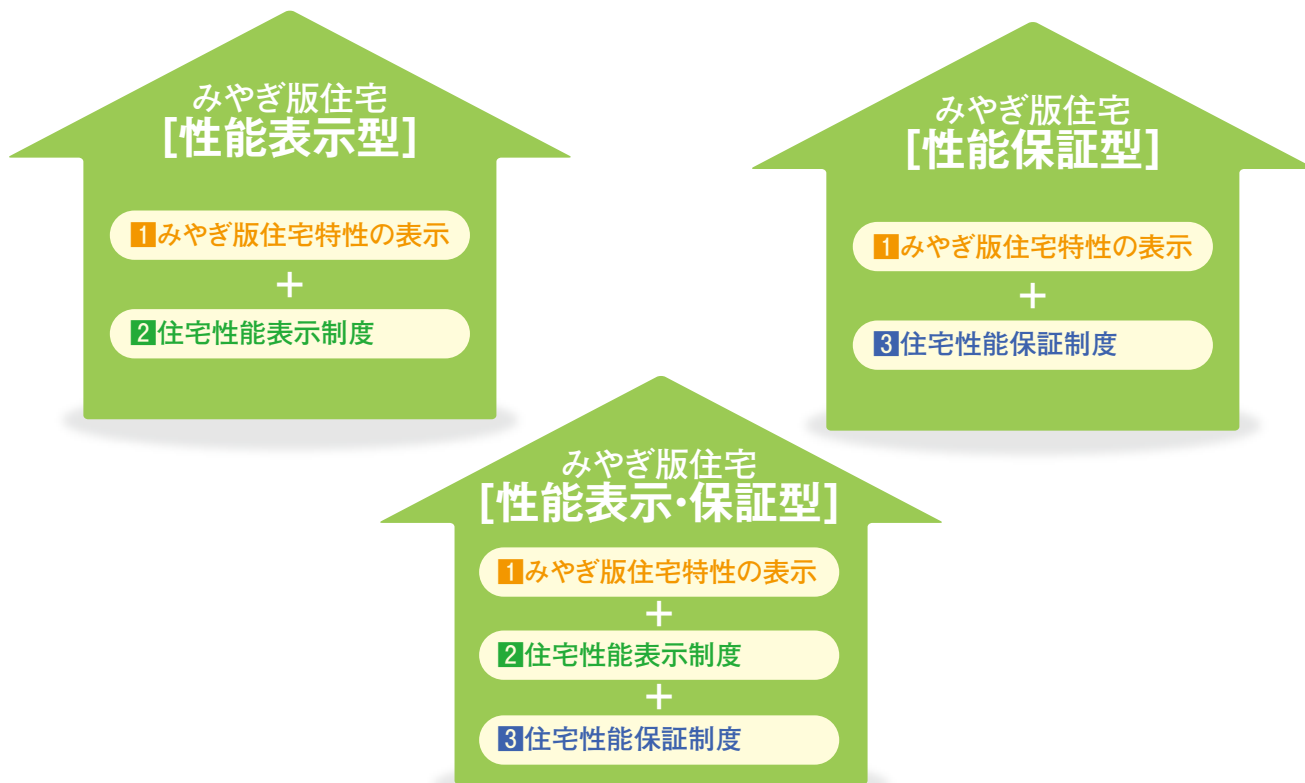 みやぎ版住宅
[性能表示型]
1みやぎ版住宅特性の表示
+
2住宅性能表示制度
みやぎ版住宅
[性能保証型]
1みやぎ版住宅特性の表示
+
3住宅性能保証制度
みやぎ版住宅
[性能表示・保証型]
1みやぎ版住宅特性の表示
+
2住宅性能表示制度
+
3住宅性能保証制度